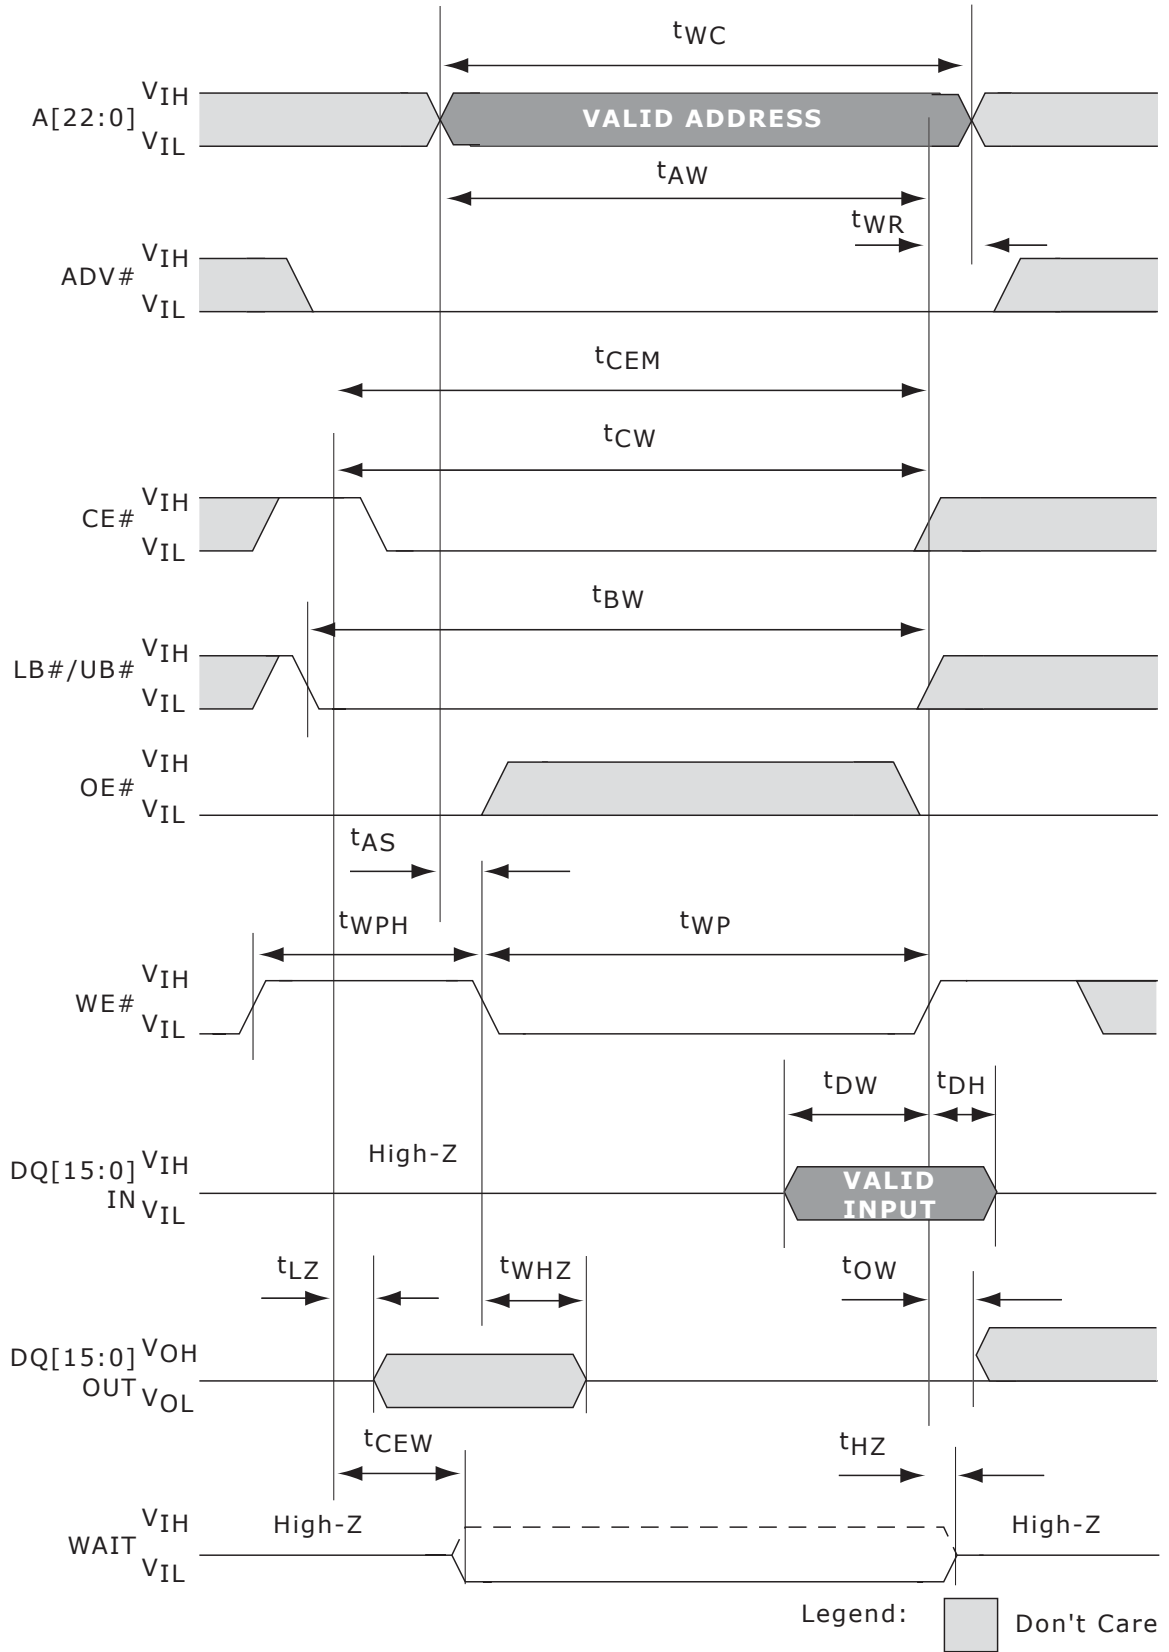 tWC
VIH
A[22:0]
VALID ADDRESS
VIL
tAW
tWR
VIH
ADV#
VIL
tCEM
tCW
VIH
CE#
VIL
tBW
VIH
LB#/UB#
VIL
VIH
OE#
VIL
tAS
tWPH
tWP
VIH
WE#
VIL
tDW
tDH
High-Z
DQ[15:0] VIH
IN VIL
VALID
INPUT
tLZ
tWHZ
tOW
DQ[15:0] VOH
OUT VOL
tCEW
tHZ
VIH
High-Z
High-Z
WAIT
VIL
Legend:
Don't Care